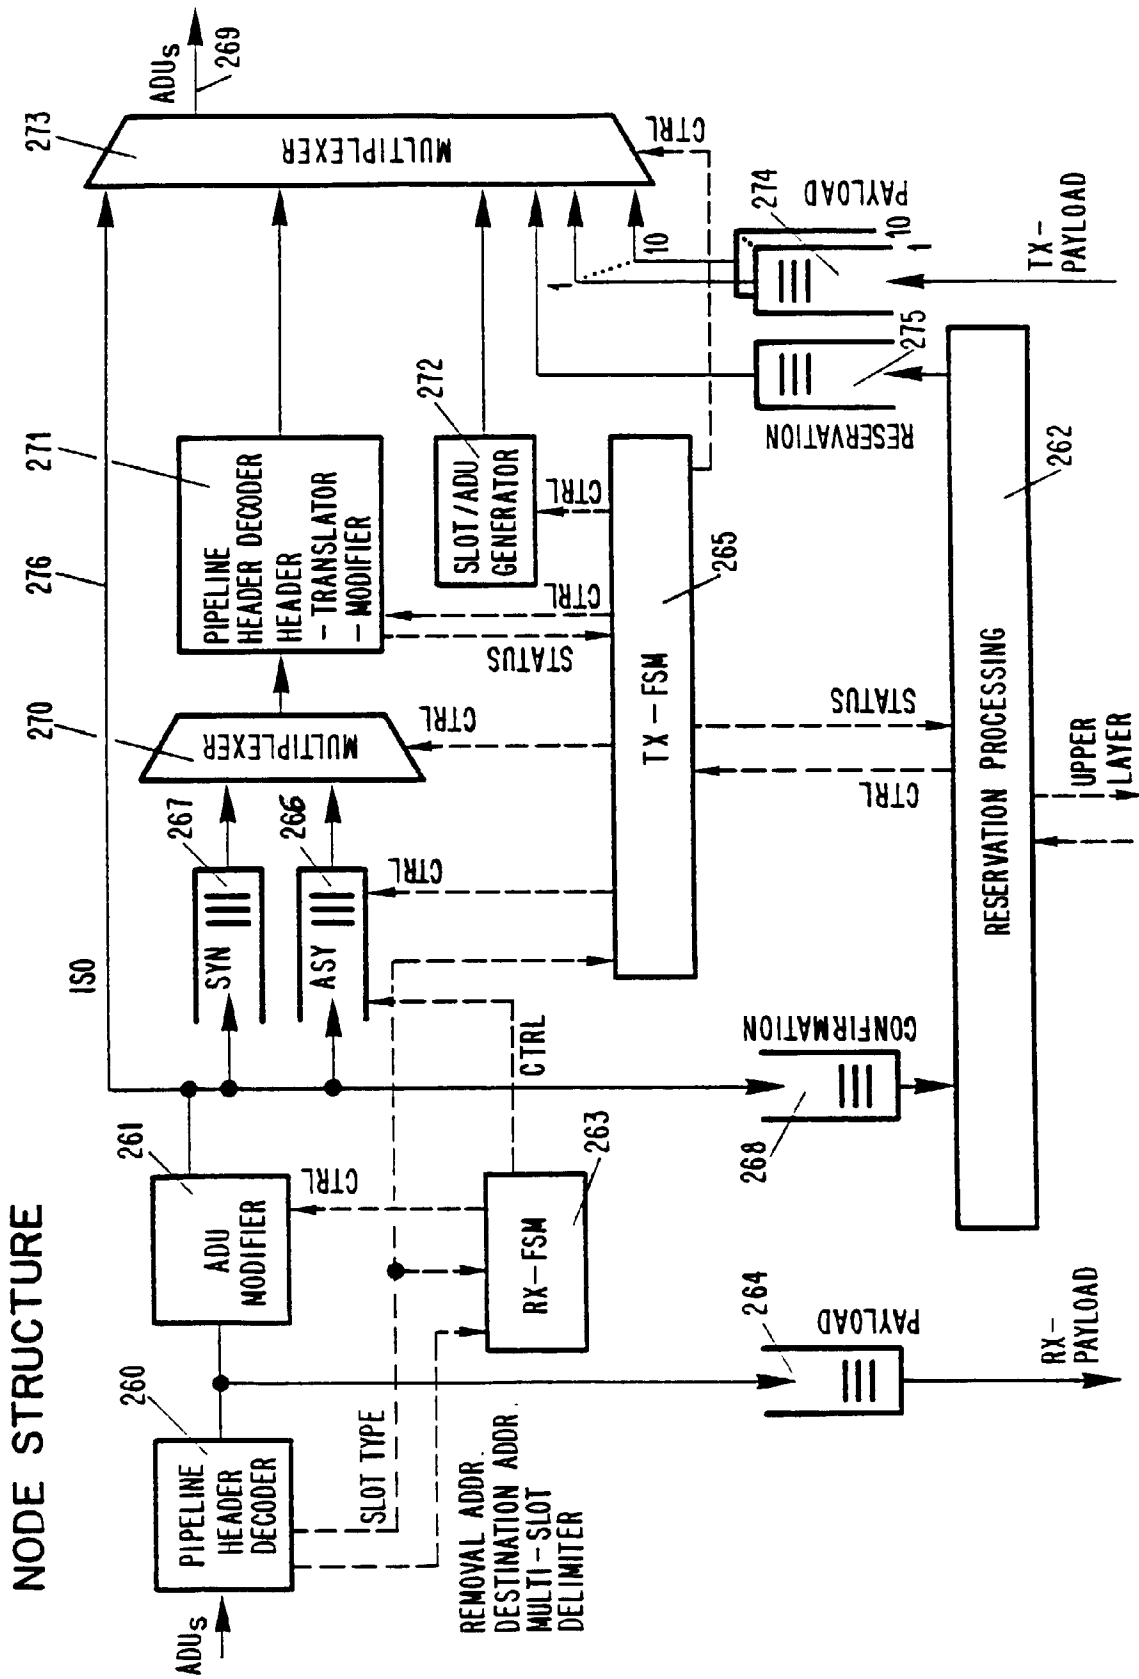 NODE STRUCTURE
ADUs
PIPELINE
HEADER
DECODER
260
ADU
MODIFIER
261
CTRL
SLOT TYPE
REMOVAL ADDR.
DESTINATION ADDR.
MULTI-SLOT
DELIMITER
RX-FSM
263
CTRL
264
PAYLOAD
RX-
PAYLOAD
268
CONFIRMATION
ISO
276
SYN
267
ASY
266
CTRL
MULTIPLEXER
270
CTRL
PIPELINE
HEADER DECODER
HEADER
- TRANSLATOR
- MODIFIER
271
STATUS
CTRL
SLOT/ADU
GENERATOR
272
CTRL
TX-FSM
265
CTRL
STATUS
RESERVATION PROCESSING
262
UPPER
LAYER
RESERVATION
275
274
PAYLOAD
1
10
TX-
PAYLOAD
1
10
CTRL
MULTIPLEXER
273
ADUs
269